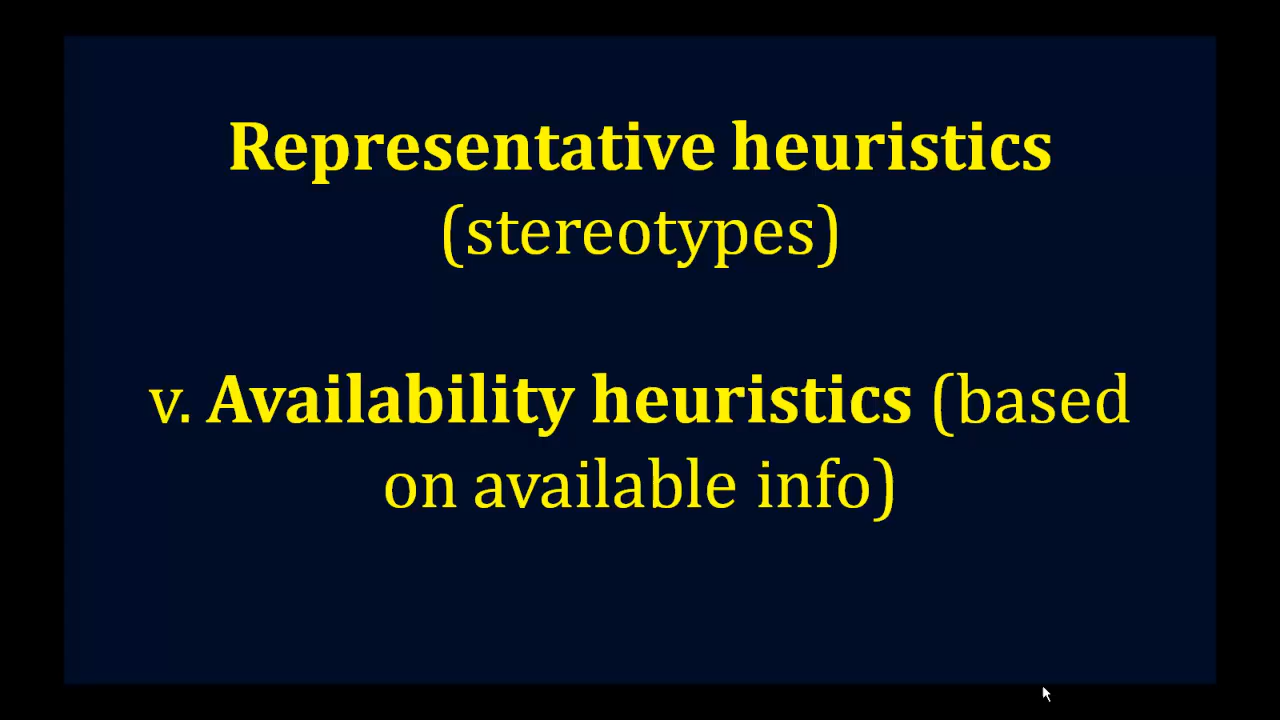 Representative heuristics
(stereotypes)
v. Availability heuristics (based
on available info)